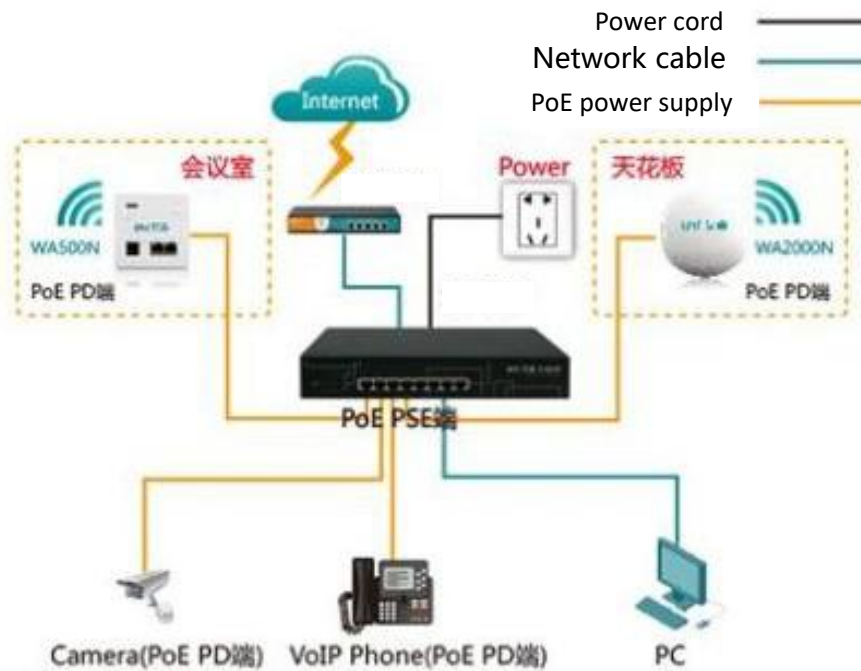 Power cord
Network cable
PoE power supply
Internet
会议室
Power
天花板
WA500N
WA2000N
PoE PD端
PoE PD端
PoE PSE端
Camera(PoE PD端)
VoIP Phone(PoE PD端)
PC